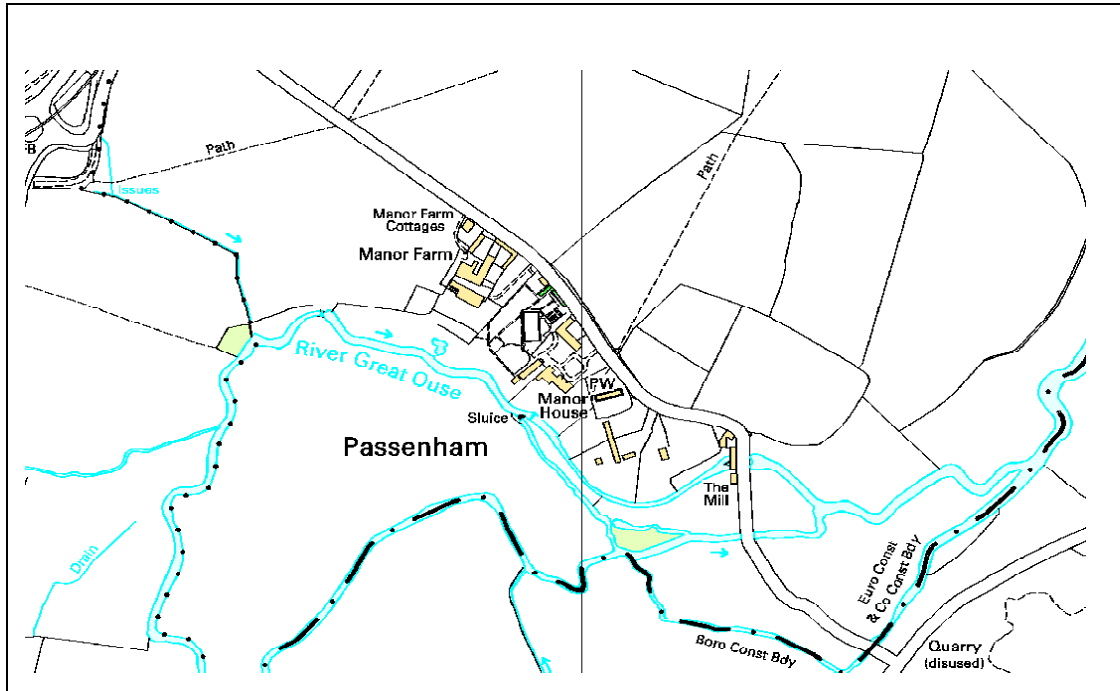 B
Path
Issues
Path
Manor Farm
Cottages
Manor Farm
River Great Ouse
PW
Manor
House
Sluice
Passenham
The
Mill
Drain
Euro Const
& Co Const Bdy
Boro Const Bdy
Quarry
(disused)